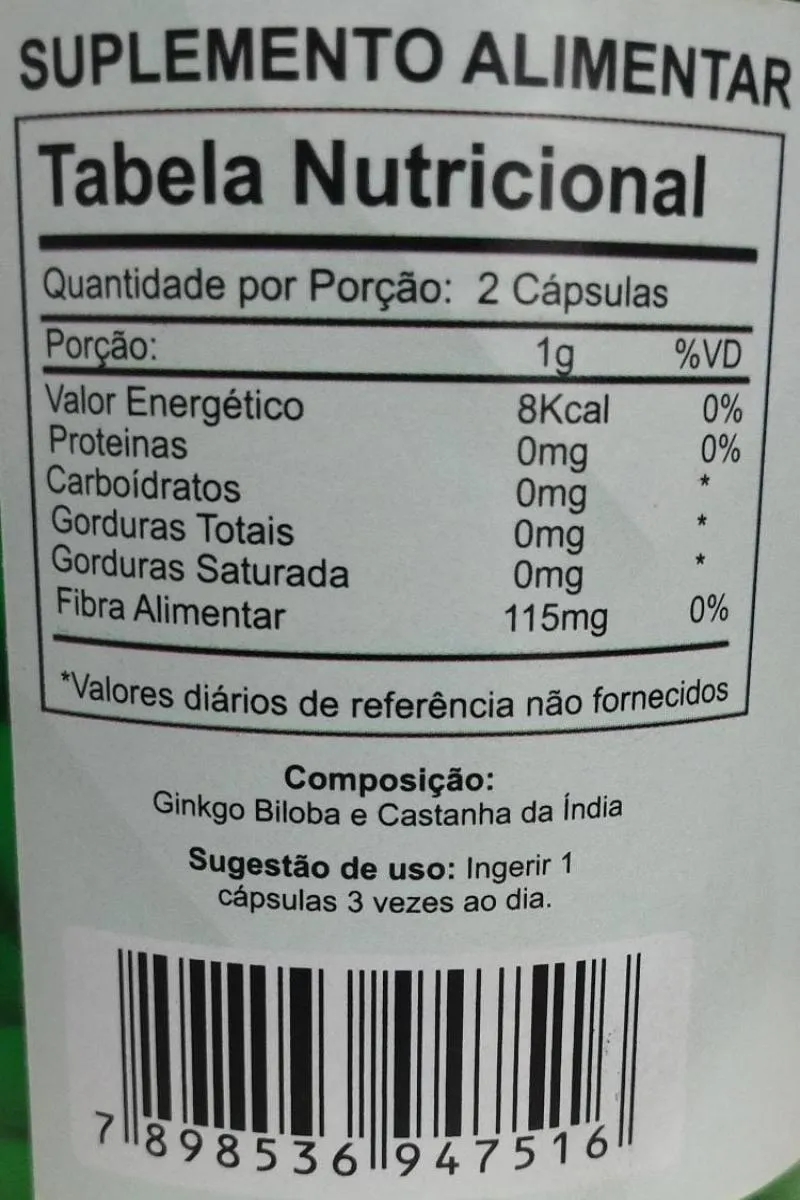 SUPLEMENTO ALIMENTAR
Tabela Nutricional
Quantidade por Porção: 2 Cápsulas
Porção: 1g %VD
Valor Energético 8Kcal 0%
Proteinas 0mg 0%
Carboídratos 0mg *
Gorduras Totais 0mg *
Gorduras Saturada 0mg *
Fibra Alimentar 115mg 0%
*Valores diários de referência não fornecidos
Composição:
Ginkgo Biloba e Castanha da Índia
Sugestão de uso: Ingerir 1
cápsulas 3 vezes ao dia.
7 898536 947516